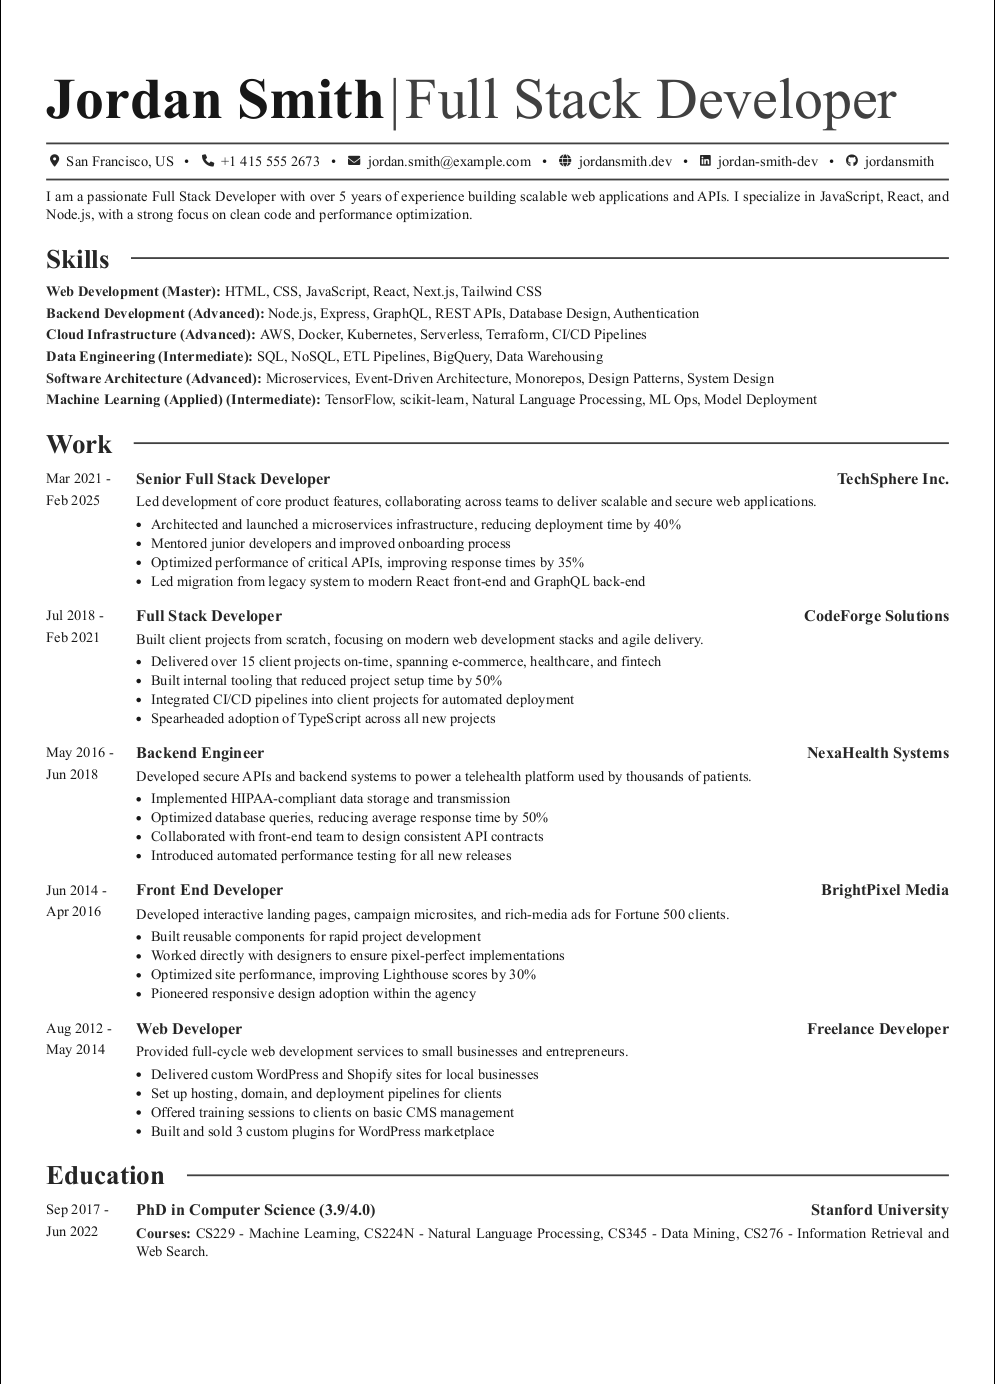 Jordan Smith|Full Stack Developer
San Francisco, US • +1 415 555 2673 • jordan.smith@example.com • jordansmith.dev • jordan-smith-dev • jordansmith
I am a passionate Full Stack Developer with over 5 years of experience building scalable web applications and APIs. I specialize in JavaScript, React, and
Node.js, with a strong focus on clean code and performance optimization.
Skills
Web Development (Master): HTML, CSS, JavaScript, React, Next.js, Tailwind CSS
Backend Development (Advanced): Node.js, Express, GraphQL, REST APIs, Database Design, Authentication
Cloud Infrastructure (Advanced): AWS, Docker, Kubernetes, Serverless, Terraform, CI/CD Pipelines
Data Engineering (Intermediate): SQL, NoSQL, ETL Pipelines, BigQuery, Data Warehousing
Software Architecture (Advanced): Microservices, Event-Driven Architecture, Monorepos, Design Patterns, System Design
Machine Learning (Applied) (Intermediate): TensorFlow, scikit-learn, Natural Language Processing, ML Ops, Model Deployment
Work
Mar 2021 - Senior Full Stack Developer TechSphere Inc.
Feb 2025 Led development of core product features, collaborating across teams to deliver scalable and secure web applications.
• Architected and launched a microservices infrastructure, reducing deployment time by 40%
• Mentored junior developers and improved onboarding process
• Optimized performance of critical APIs, improving response times by 35%
• Led migration from legacy system to modern React front-end and GraphQL back-end
Jul 2018 - Full Stack Developer CodeForge Solutions
Feb 2021 Built client projects from scratch, focusing on modern web development stacks and agile delivery.
• Delivered over 15 client projects on-time, spanning e-commerce, healthcare, and fintech
• Built internal tooling that reduced project setup time by 50%
• Integrated CI/CD pipelines into client projects for automated deployment
• Spearheaded adoption of TypeScript across all new projects
May 2016 - Backend Engineer NexaHealth Systems
Jun 2018 Developed secure APIs and backend systems to power a telehealth platform used by thousands of patients.
• Implemented HIPAA-compliant data storage and transmission
• Optimized database queries, reducing average response time by 50%
• Collaborated with front-end team to design consistent API contracts
• Introduced automated performance testing for all new releases
Jun 2014 - Front End Developer BrightPixel Media
Apr 2016 Developed interactive landing pages, campaign microsites, and rich-media ads for Fortune 500 clients.
• Built reusable components for rapid project development
• Worked directly with designers to ensure pixel-perfect implementations
• Optimized site performance, improving Lighthouse scores by 30%
• Pioneered responsive design adoption within the agency
Aug 2012 - Web Developer Freelance Developer
May 2014 Provided full-cycle web development services to small businesses and entrepreneurs.
• Delivered custom WordPress and Shopify sites for local businesses
• Set up hosting, domain, and deployment pipelines for clients
• Offered training sessions to clients on basic CMS management
• Built and sold 3 custom plugins for WordPress marketplace
Education
Sep 2017 - PhD in Computer Science (3.9/4.0) Stanford University
Jun 2022 Courses: CS229 - Machine Learning, CS224N - Natural Language Processing, CS345 - Data Mining, CS276 - Information Retrieval and
Web Search.